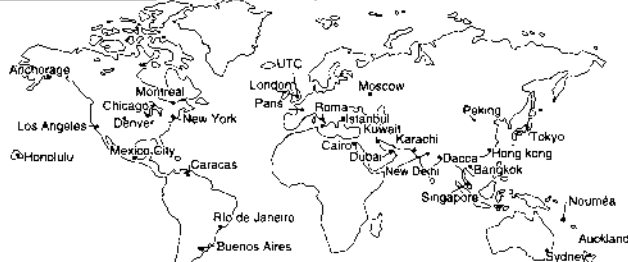 UTC
Anchorage
London
Moscow
Montreal
Chicago
Paris
Roma
Istanbul
Peking
Denver
New York
Los Angeles
Kuwait
Karachi
Tokyo
Cairo
Honolulu
Mexico City
Dubai
Dacca
Hong kong
Caracas
New Dekhi
Bangkok
Singapore
Nouméa
Rio de Janeiro
Auckland
Buenos Aires
Sydney